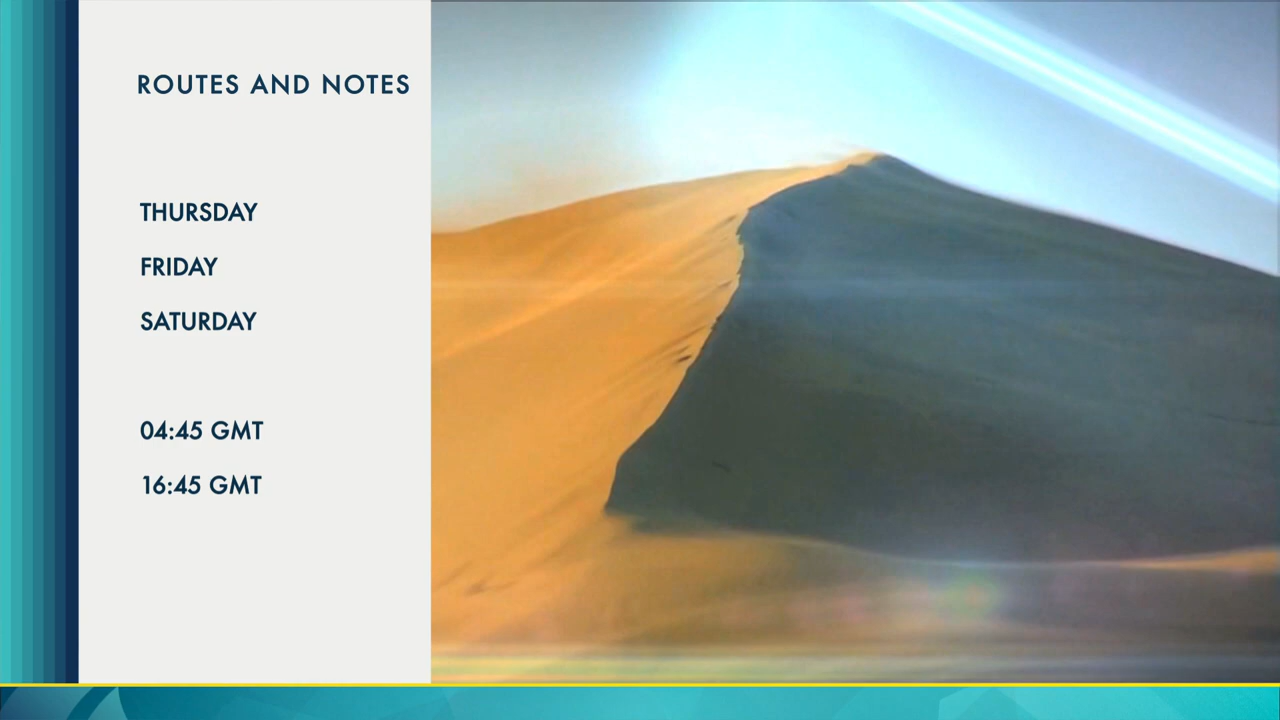 ROUTES AND NOTES
THURSDAY
FRIDAY
SATURDAY
04:45 GMT
16:45 GMT